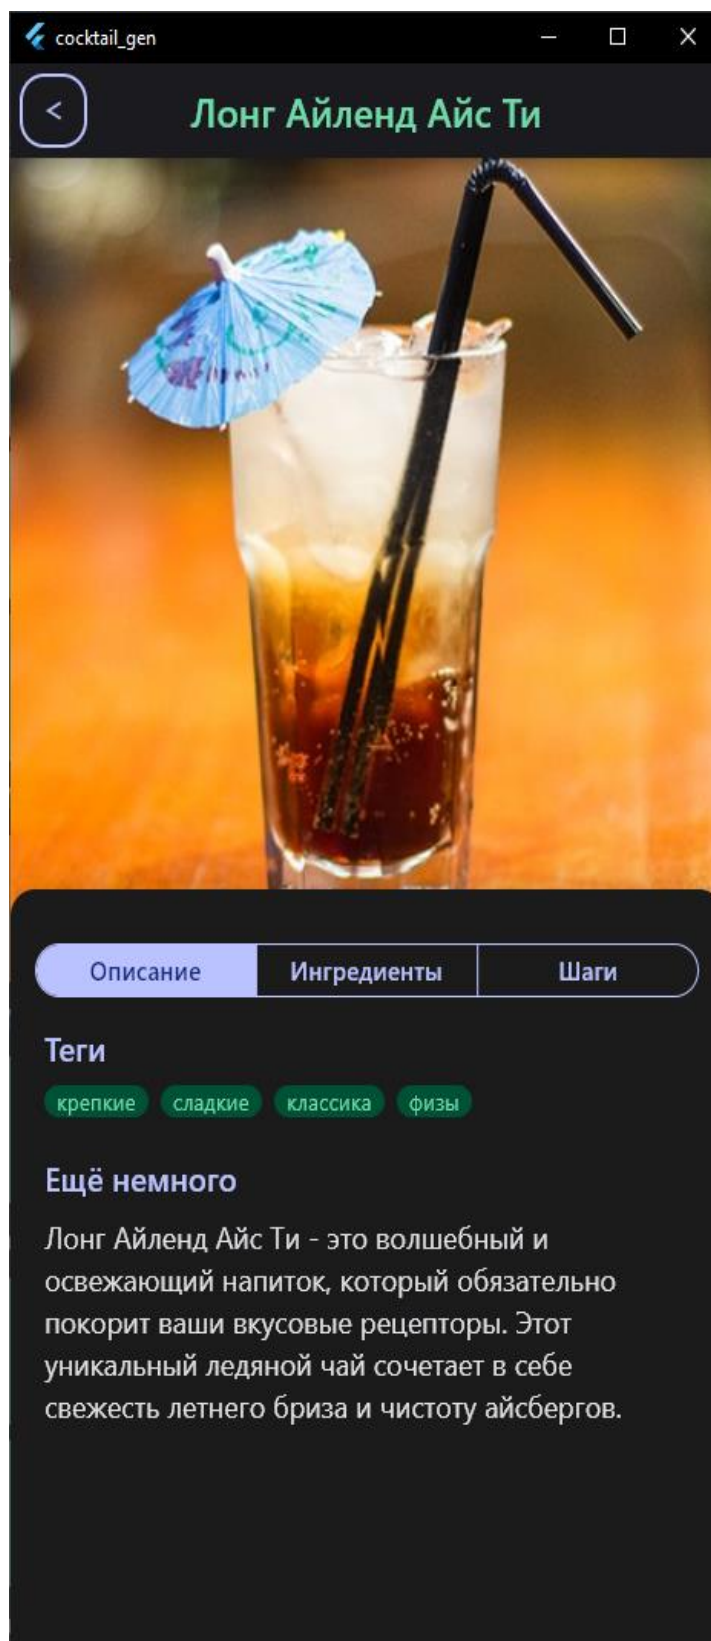 cocktail_gen
<
Лонг Айленд Айс Ти
Описание
Ингредиенты
Шаги
Теги
крепкие сладкие классика физы
Ещё немного
Лонг Айленд Айс Ти - это волшебный и
освежающий напиток, который обязательно
покорит ваши вкусовые рецепторы. Этот
уникальный ледяной чай сочетает в себе
свежесть летнего бриза и чистоту айсбергов.